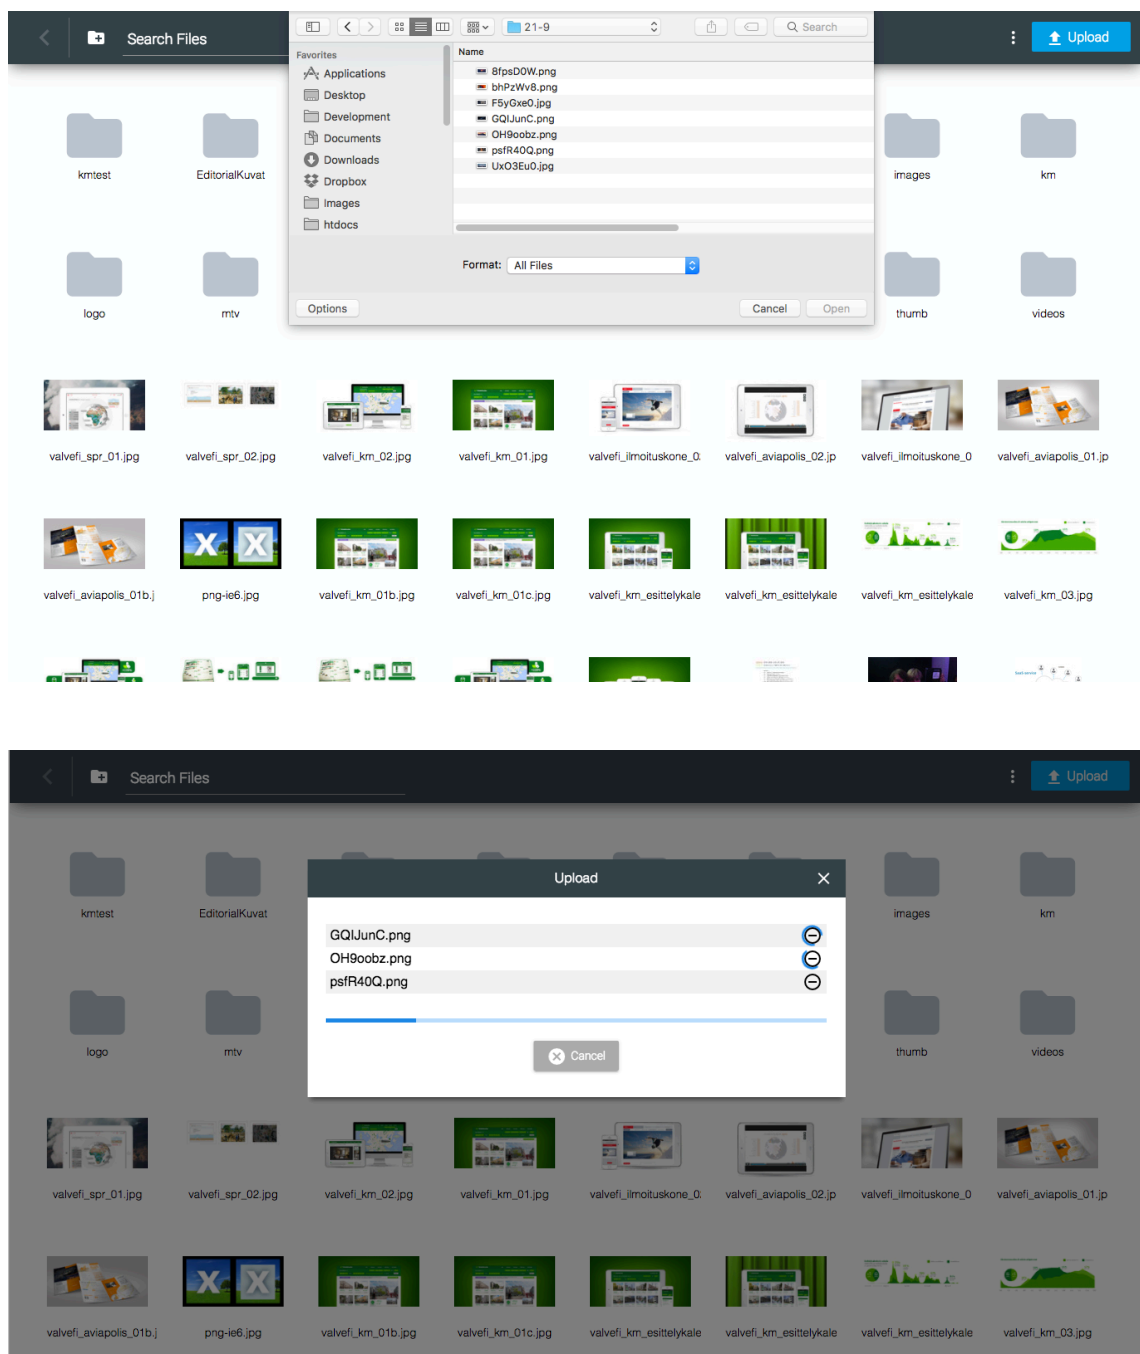 Search Files
21-9
Search
Upload
Favorites
Name
Applications
Desktop
Development
Documents
Downloads
Dropbox
Images
htdocs
8fpsD0W.png
bhPzWv8.png
F5yGxe0.jpg
GQIJunC.png
OH9oobz.png
psfR40Q.png
UxO3Eu0.jpg
Format: All Files
Options
Cancel
Open
kmtest
EditorialKuvat
images
km
logo
mtv
thumb
videos
valvefi_spr_01.jpg
valvefi_spr_02.jpg
valvefi_km_02.jpg
valvefi_km_01.jpg
valvefi_ilmoituskone_0
valvefi_aviapolis_02.jp
valvefi_ilmoituskone_0
valvefi_aviapolis_01.jp
valvefi_aviapolis_01b.j
png-ie6.jpg
valvefi_km_01b.jpg
valvefi_km_01c.jpg
valvefi_km_esittelykale
valvefi_km_esittelykale
valvefi_km_esittelykale
valvefi_km_03.jpg
Search Files
Upload
kmtest
EditorialKuvat
images
km
Upload
GQIJunC.png
OH9oobz.png
psfR40Q.png
Cancel
logo
mtv
thumb
videos
valvefi_spr_01.jpg
valvefi_spr_02.jpg
valvefi_km_02.jpg
valvefi_km_01.jpg
valvefi_ilmoituskone_0
valvefi_aviapolis_02.jp
valvefi_ilmoituskone_0
valvefi_aviapolis_01.jp
valvefi_aviapolis_01b.j
png-ie6.jpg
valvefi_km_01b.jpg
valvefi_km_01c.jpg
valvefi_km_esittelykale
valvefi_km_esittelykale
valvefi_km_esittelykale
valvefi_km_03.jpg